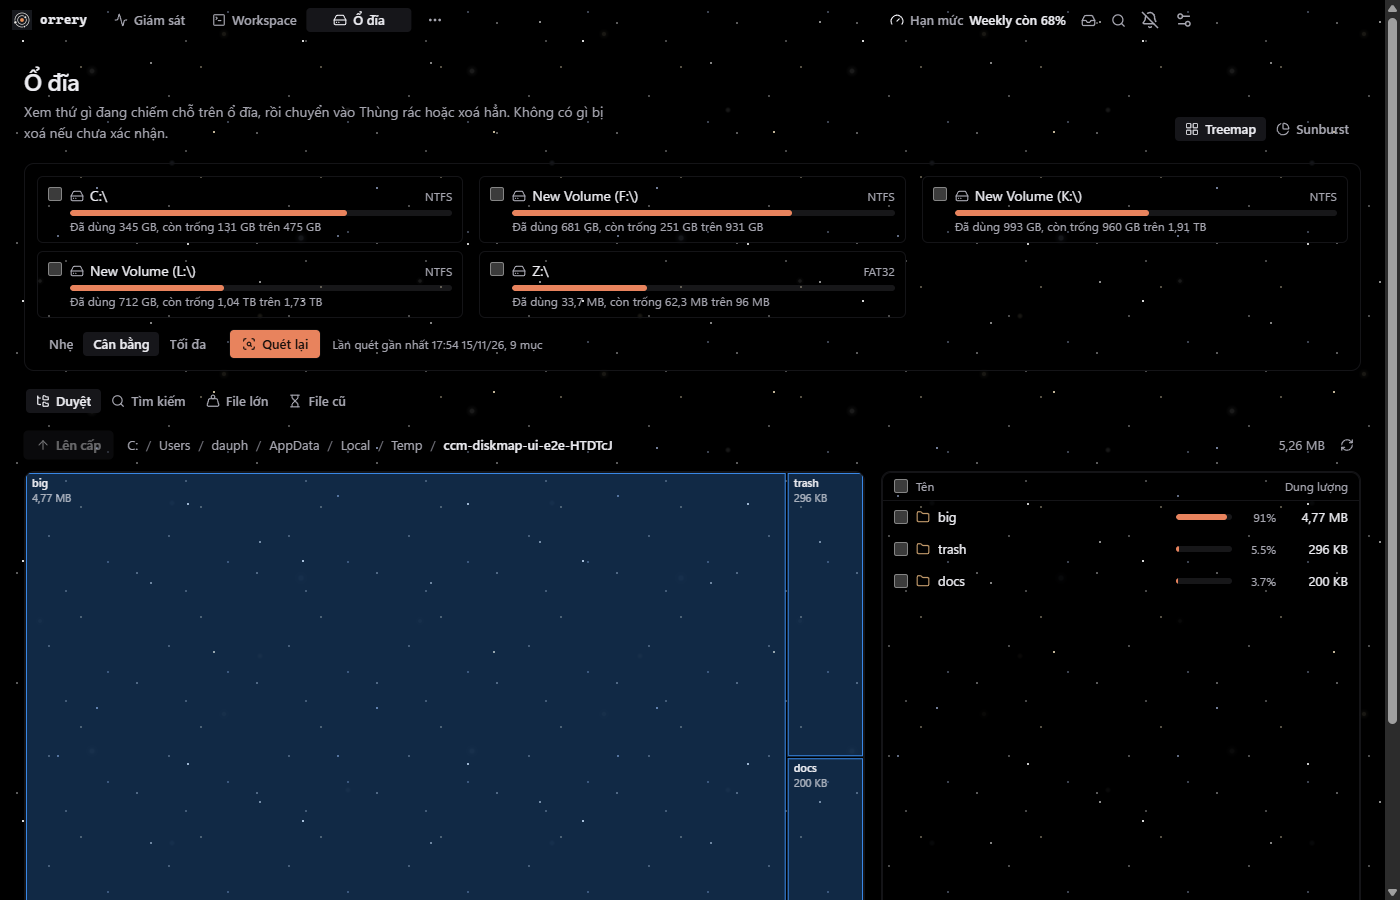 orrery Giám sát Workspace Ổ đĩa ··· Hạn mức Weekly còn 68%
Ổ đĩa
Xem thứ gì đang chiếm chỗ trên ổ đĩa, rồi chuyển vào Thùng rác hoặc xoá hẳn. Không có gì bị
xoá nếu chưa xác nhận.
Treemap Sunburst
C:\ NTFS
Đã dùng 345 GB, còn trống 131 GB trên 475 GB
New Volume (F:\) NTFS
Đã dùng 681 GB, còn trống 251 GB trên 931 GB
New Volume (K:\) NTFS
Đã dùng 993 GB, còn trống 960 GB trên 1,91 TB
New Volume (L:\) NTFS
Đã dùng 712 GB, còn trống 1,04 TB trên 1,73 TB
Z:\ FAT32
Đã dùng 33,7 MB, còn trống 62,3 MB trên 96 MB
Nhẹ Cân bằng Tối đa Quét lại Lần quét gần nhất 17:54 15/11/26, 9 mục
Duyệt Tìm kiếm File lớn File cũ
Lên cấp C: / Users / dauph / AppData / Local / Temp / ccm-diskmap-ui-e2e-HTDTcJ 5,26 MB
big
4,77 MB
trash
296 KB
docs
200 KB
Tên Dung lượng
big 91% 4,77 MB
trash 5.5% 296 KB
docs 3.7% 200 KB